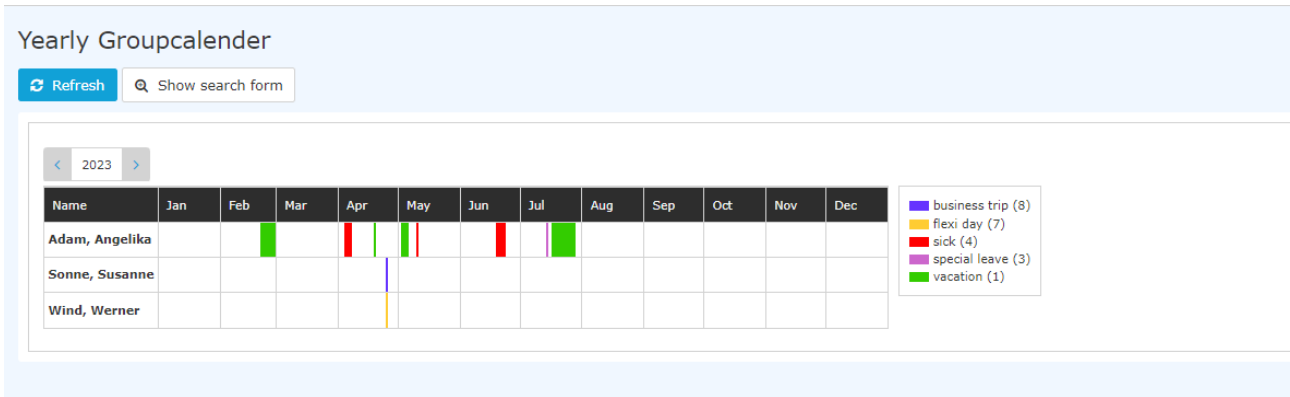 Yearly Groupcalender
Refresh Show search form
< 2023 >
Name Jan Feb Mar Apr May Jun Jul Aug Sep Oct Nov Dec
Adam, Angelika
Sonne, Susanne
Wind, Werner
business trip (8)
flexi day (7)
sick (4)
special leave (3)
vacation (1)